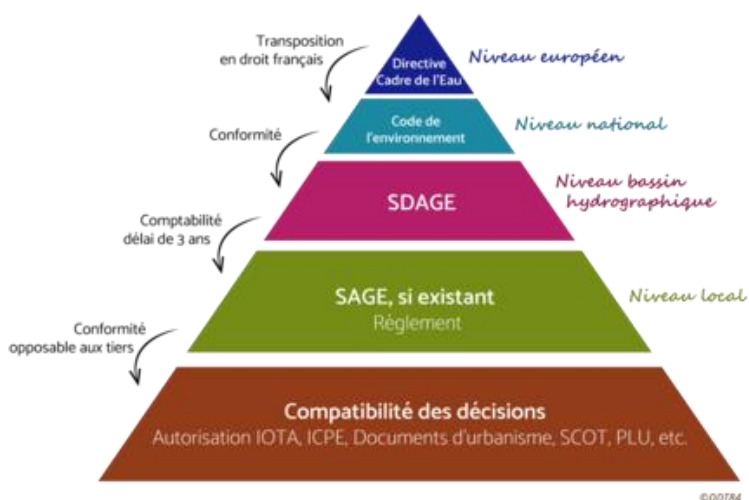 Transposition
en droit français
Directive
Cadre de l'Eau
Niveau européen
Conformité
Code de
l'environnement
Niveau national
SDAGE
Niveau bassin
hydrographique
Comptabilité
délai de 3 ans
SAGE, si existant
Règlement
Niveau local
Conformité
opposable aux tiers
Compatibilité des décisions
Autorisation IOTA, ICPE, Documents d'urbanisme, SCOT, PLU, etc.
©DDT84